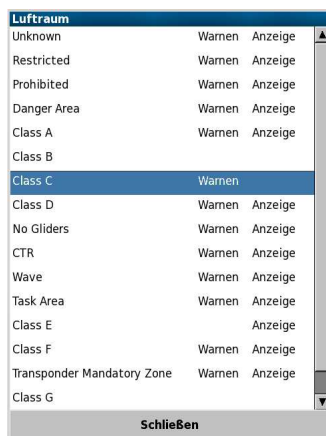 Luftraum
Unknown Warnen Anzeige
Restricted Warnen Anzeige
Prohibited Warnen Anzeige
Danger Area Warnen Anzeige
Class A Warnen Anzeige
Class B
Class C Warnen
Class D Warnen Anzeige
No Gliders Warnen Anzeige
CTR Warnen Anzeige
Wave Warnen Anzeige
Task Area Warnen Anzeige
Class E Anzeige
Class F Warnen Anzeige
Transponder Mandatory Zone Warnen Anzeige
Class G
Schließen